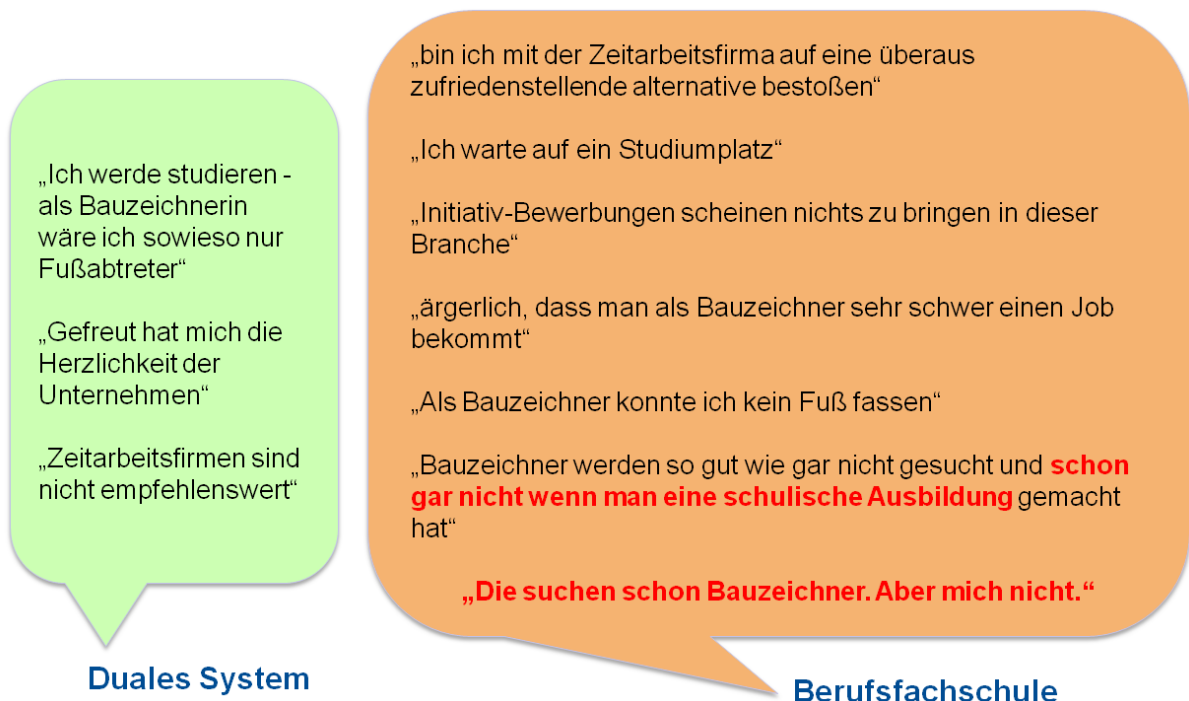 „Ich werde studieren -
als Bauzeichnerin
wäre ich sowieso nur
Fußabtreter“
„Gefreut hat mich die
Herzlichkeit der
Unternehmen“
„Zeitarbeitsfirmen sind
nicht empfehlenswert“
Duales System
„bin ich mit der Zeitarbeitsfirma auf eine überaus
zufriedenstellende alternative bestoßen“
„Ich warte auf ein Studiumplatz“
„Initiativ-Bewerbungen scheinen nichts zu bringen in dieser
Branche“
„ärgerlich, dass man als Bauzeichner sehr schwer einen Job
bekommt“
„Als Bauzeichner konnte ich kein Fuß fassen“
„Bauzeichner werden so gut wie gar nicht gesucht und schon
gar nicht wenn man eine schulische Ausbildung gemacht
hat“
„Die suchen schon Bauzeichner. Aber mich nicht.“
Berufsfachschule